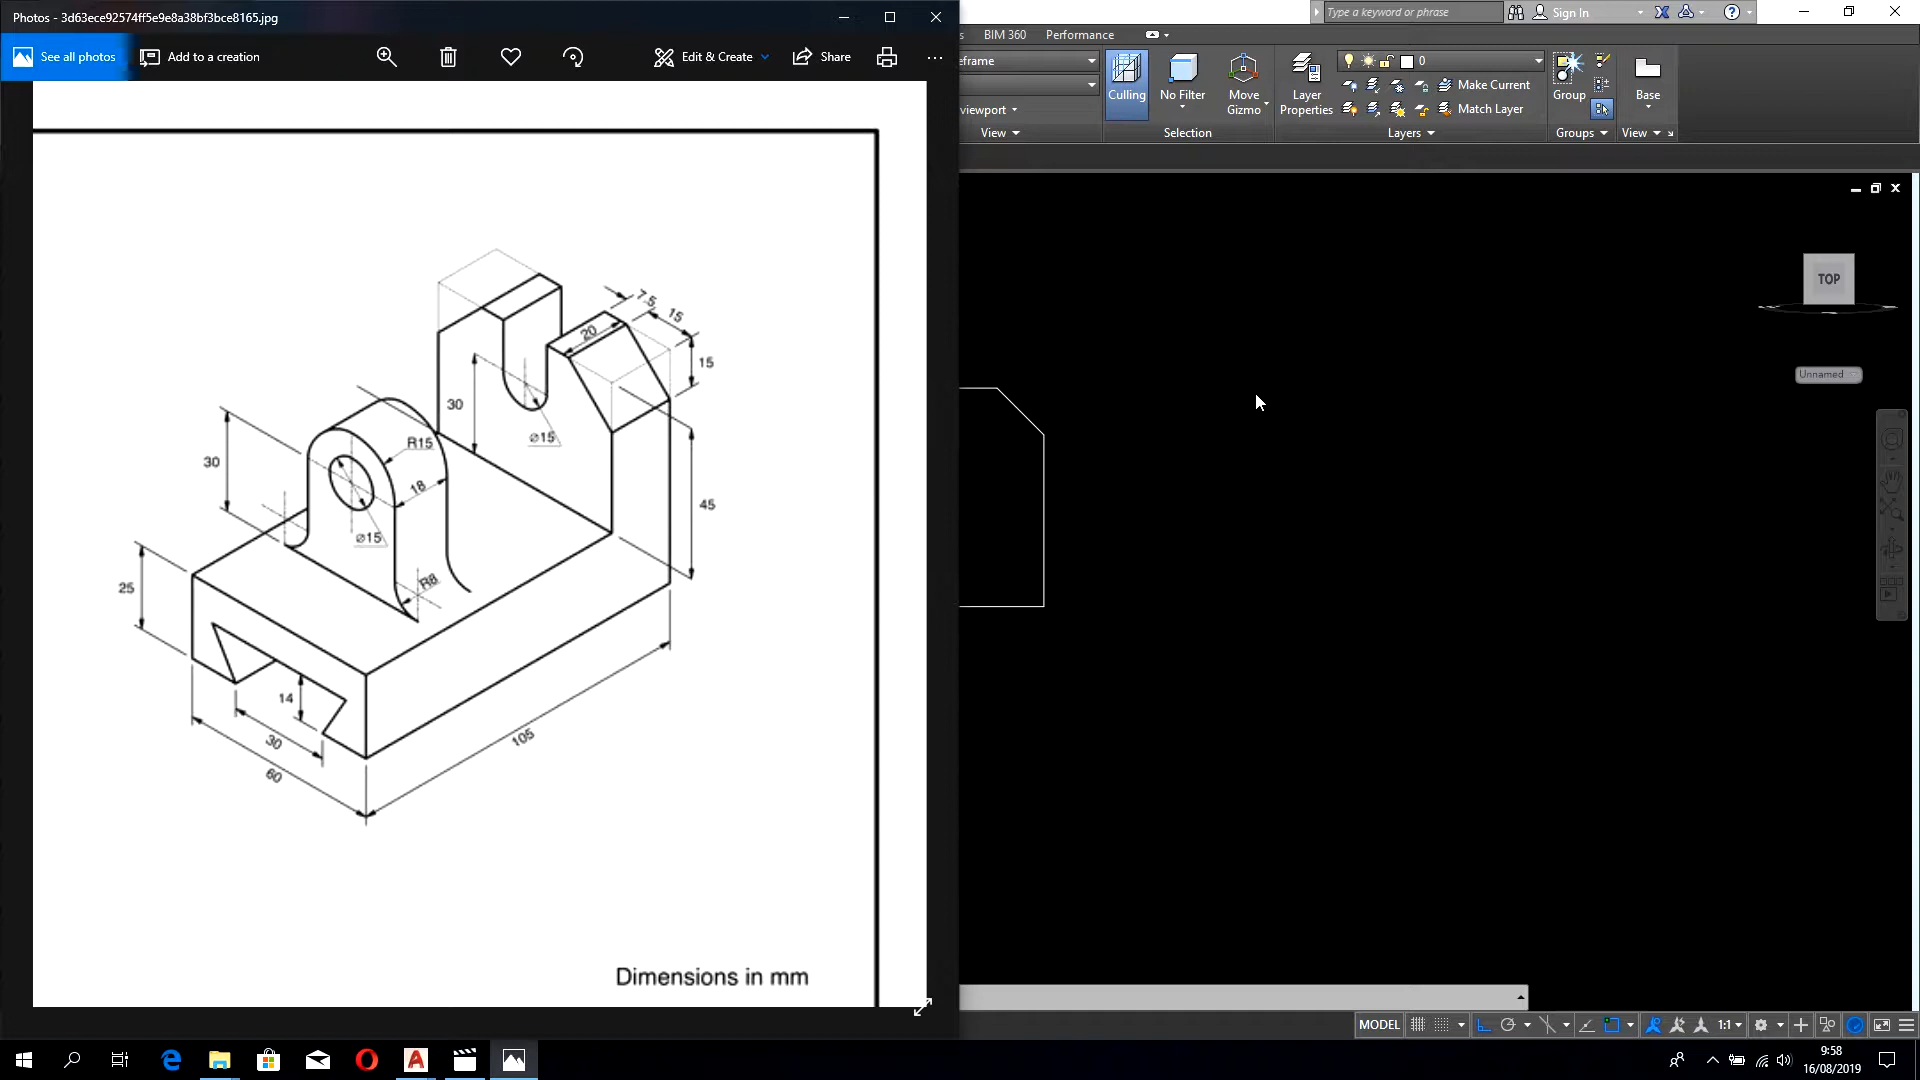 Photos - 3d63ece92574ff5e9e8a38bf3bce8165.jpg
See all photos
Add to a creation
Edit & Create
Share
7.5
15
20
15
30
⌀15
R15
30
18
45
⌀15
25
R8
14
30
105
60
Dimensions in mm
Type a keyword or phrase
Sign In
BIM 360
Performance
eframe
iewport
View
Culling
No Filter
Move
Gizmo
Selection
Layer
Properties
0
Make Current
Match Layer
Layers
Group
Groups
Base
View
TOP
Unnamed
MODEL
1:1
9:58
16/08/2019